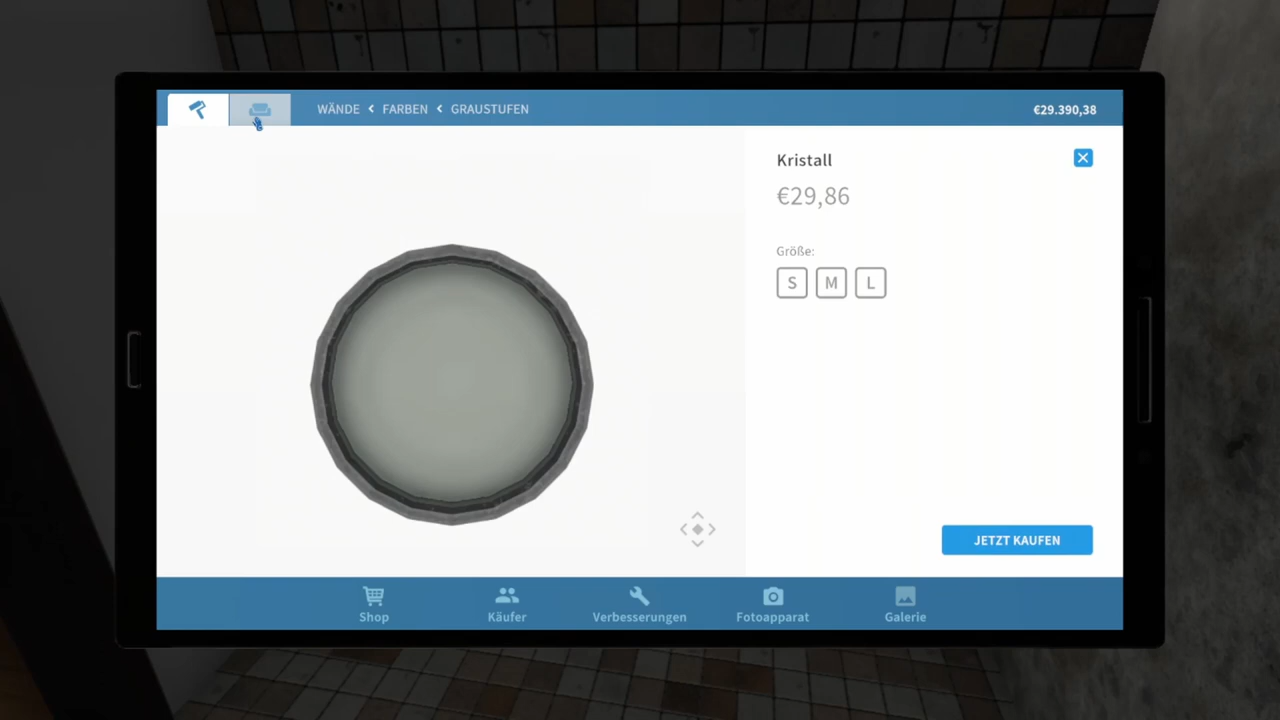 WÄNDE < FARBEN < GRAUSTUFEN
€29.390,38
Kristall
€29,86
Größe:
S M L
JETZT KAUFEN
Shop Käufer Verbesserungen Fotoapparat Galerie